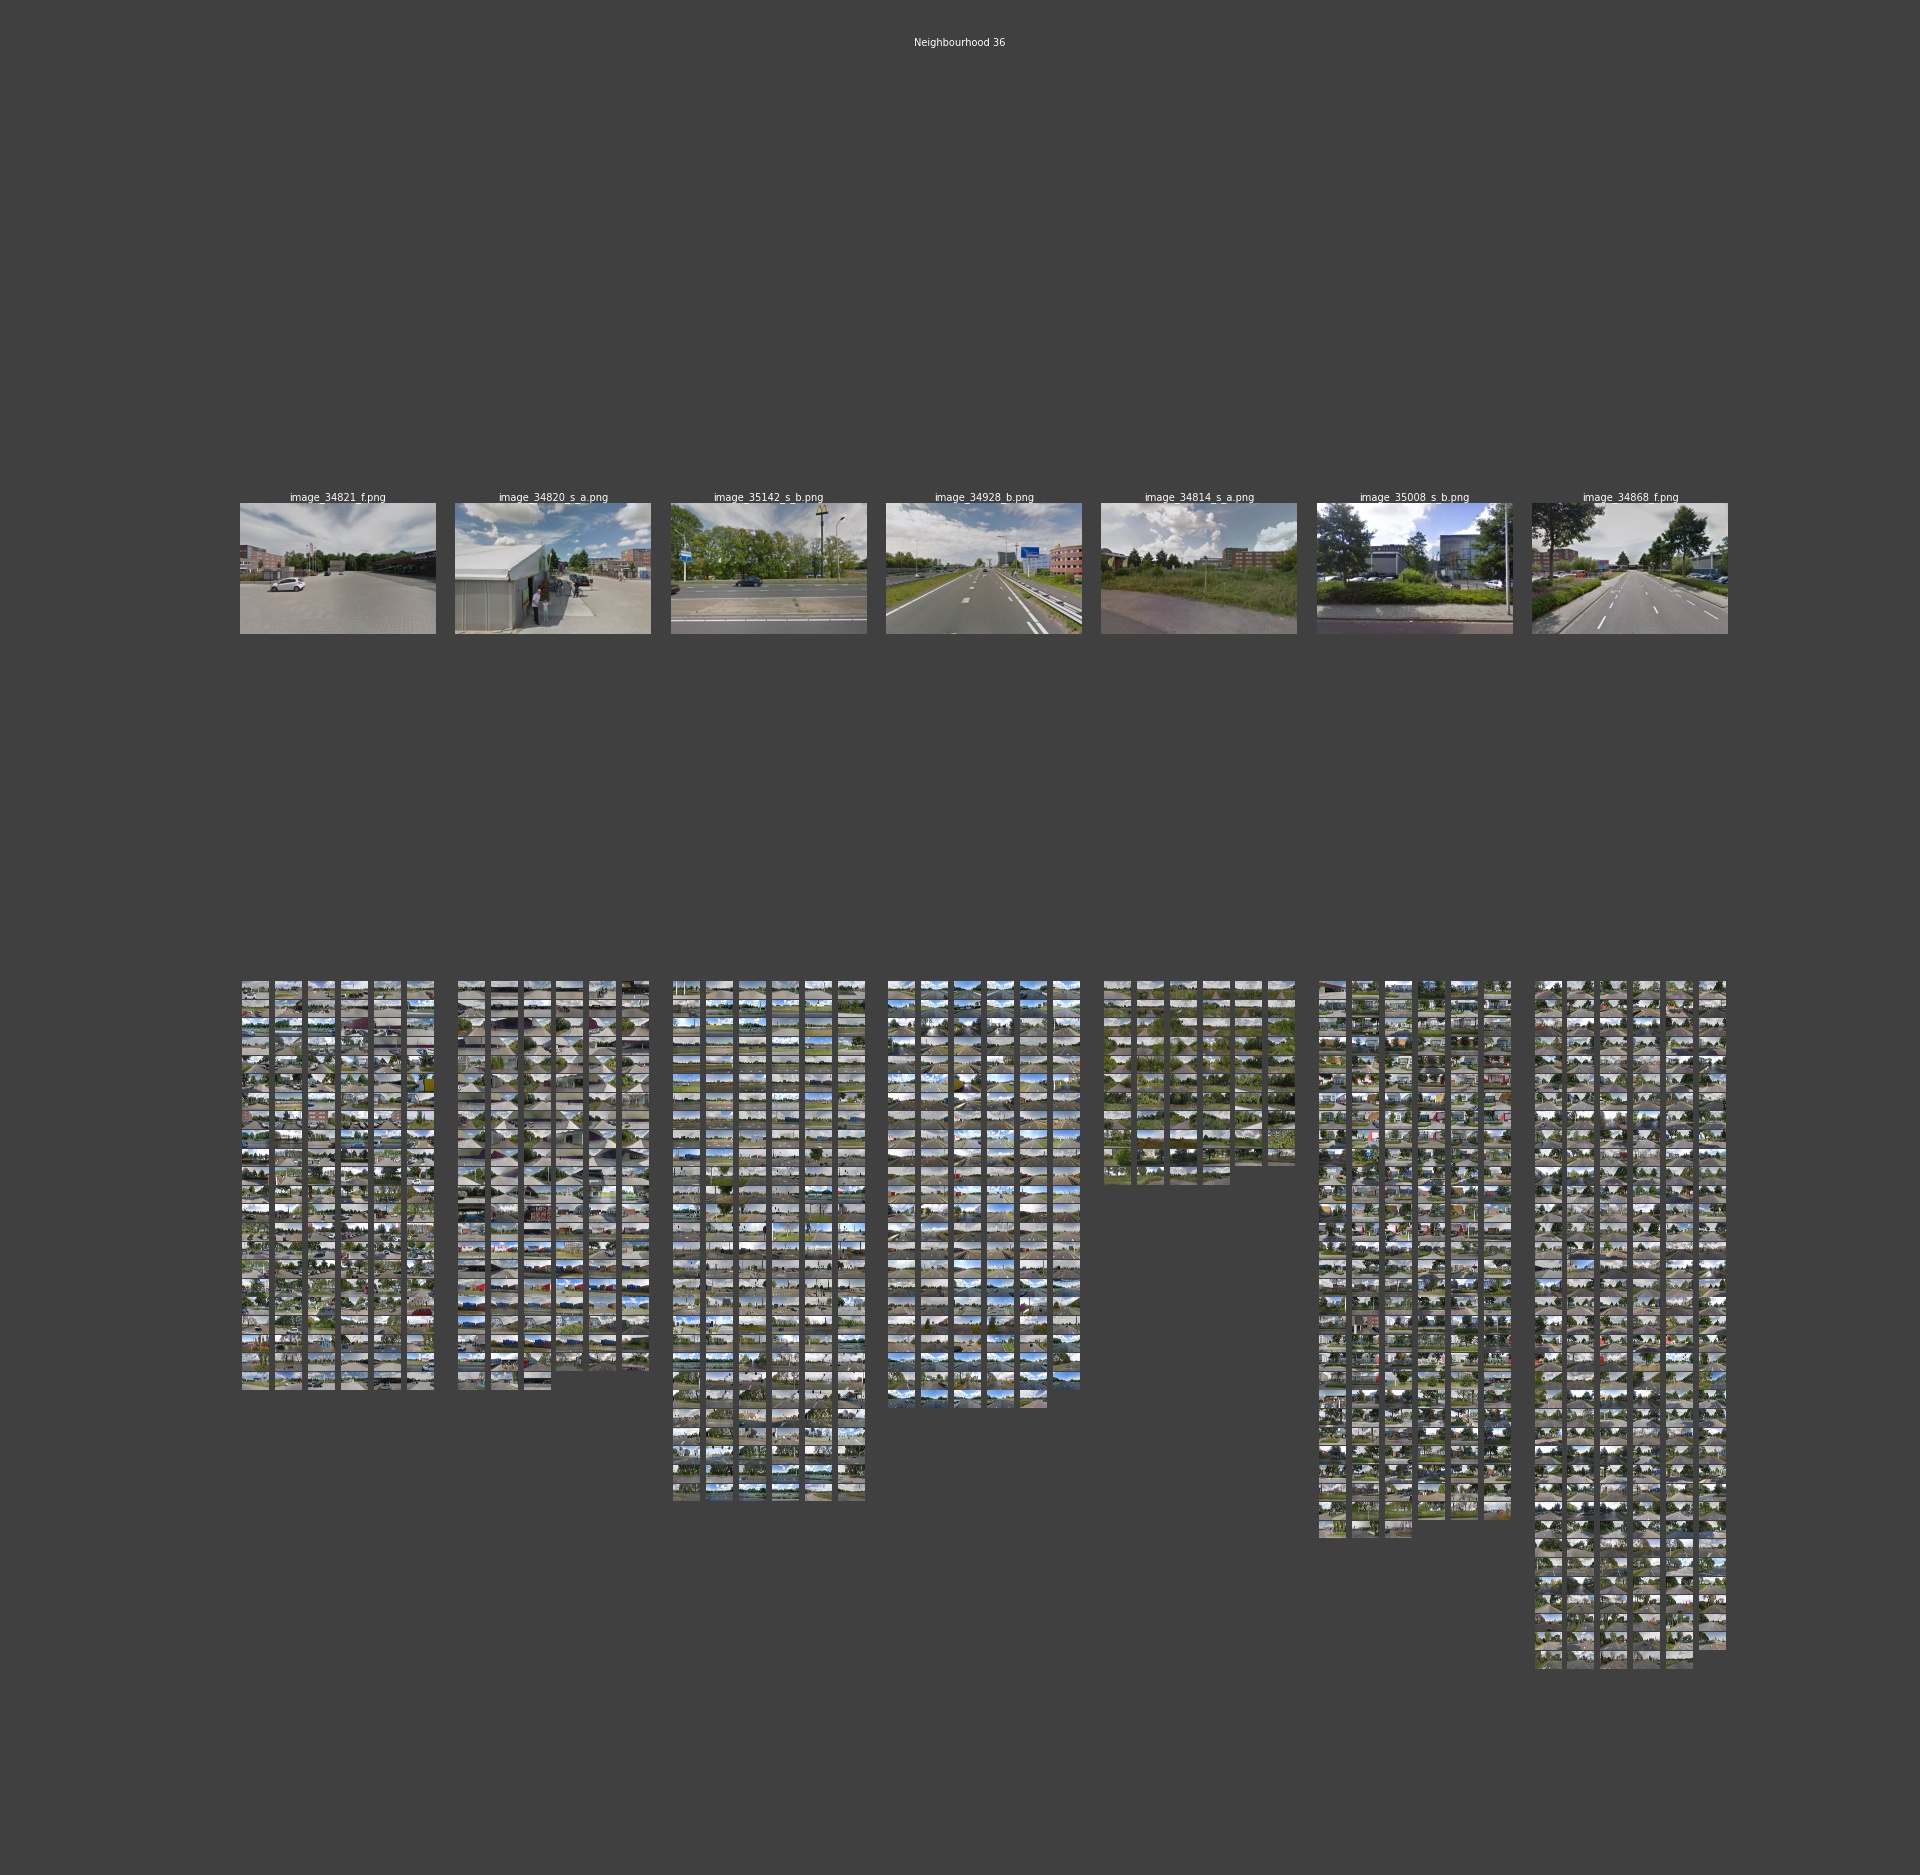 Neighbourhood 36
image_34821_f.png
image_34820_s_a.png
image_35142_s_b.png
image_34928_b.png
image_34814_s_a.png
image_35008_s_b.png
image_34868_f.png